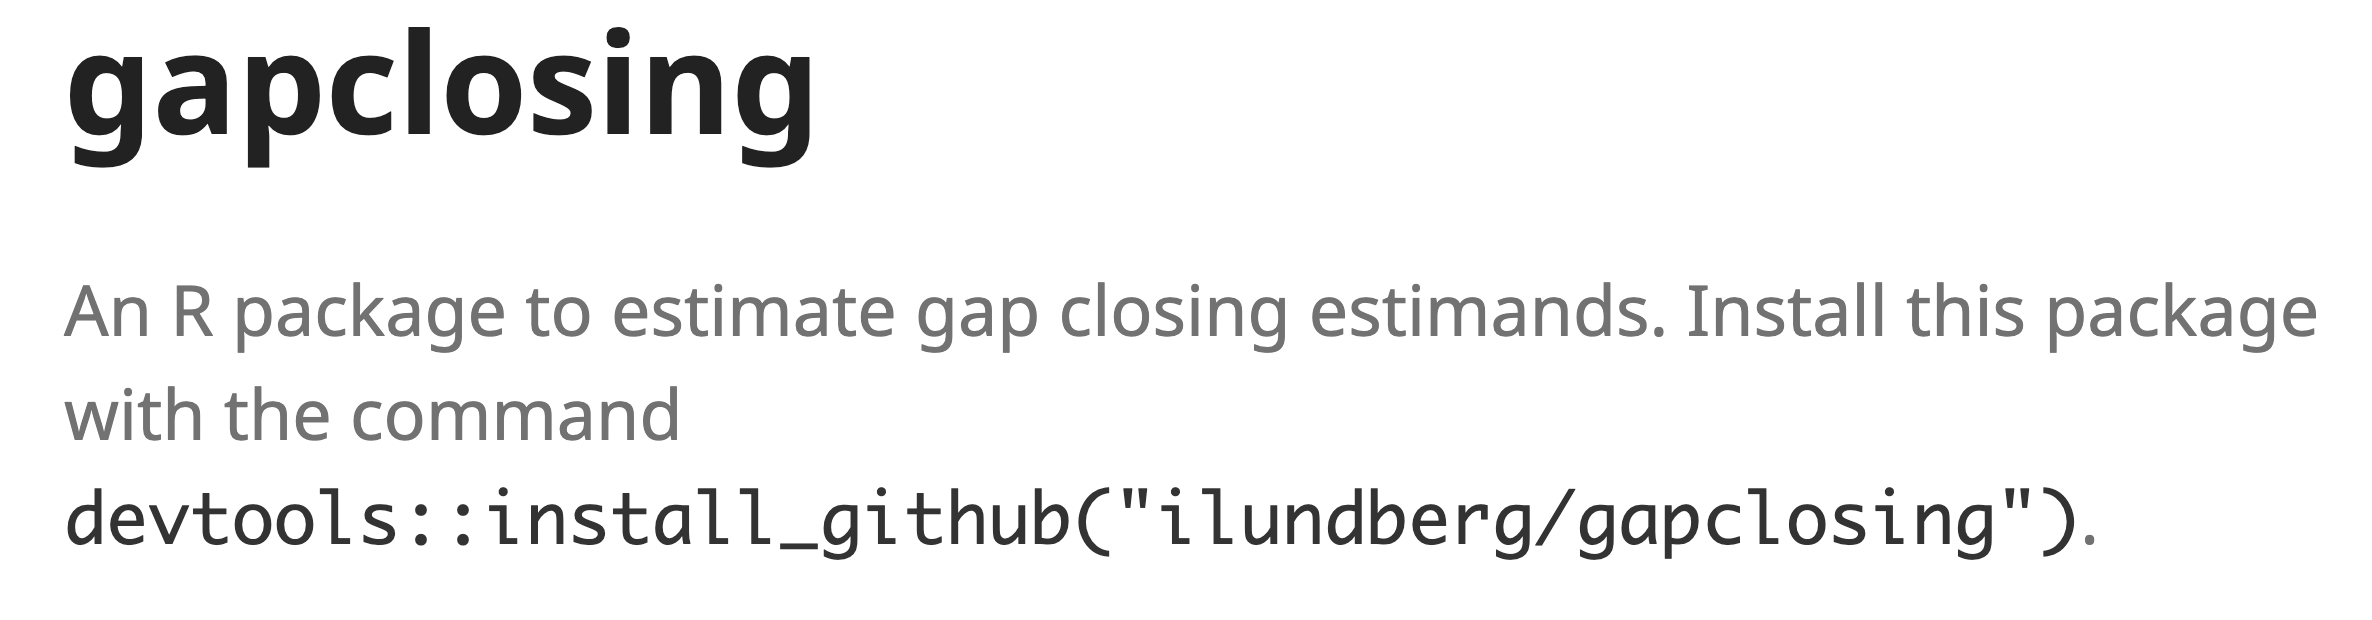 gapclosing
An R package to estimate gap closing estimands. Install this package
with the command
devtools::install_github("ilundberg/gapclosing").